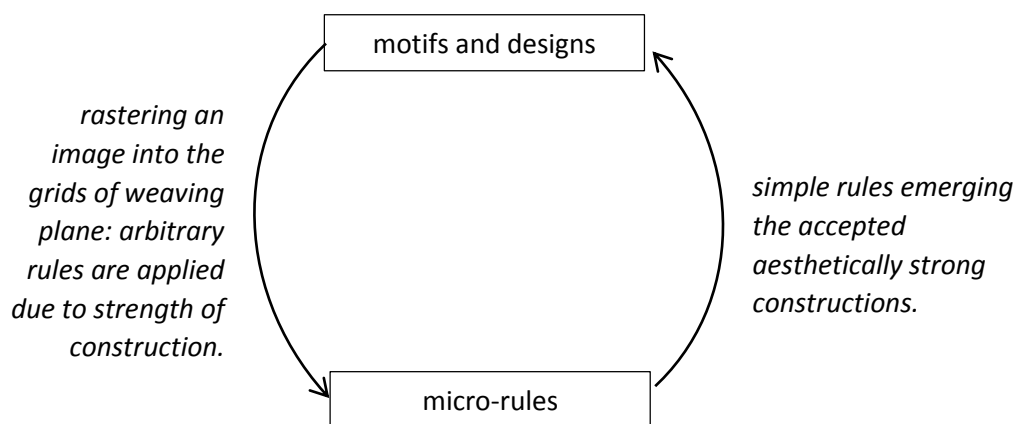 motifs and designs
rastering an
image into the
grids of weaving
plane: arbitrary
rules are applied
due to strength of
construction.
simple rules emerging
the accepted
aesthetically strong
constructions.
micro-rules